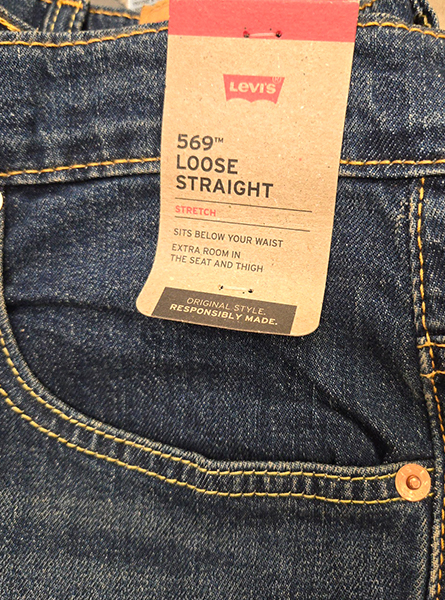 LEVI'S
569™
LOOSE
STRAIGHT
STRETCH
SITS BELOW YOUR WAIST
EXTRA ROOM IN
THE SEAT AND THIGH
ORIGINAL STYLE.
RESPONSIBLY MADE.